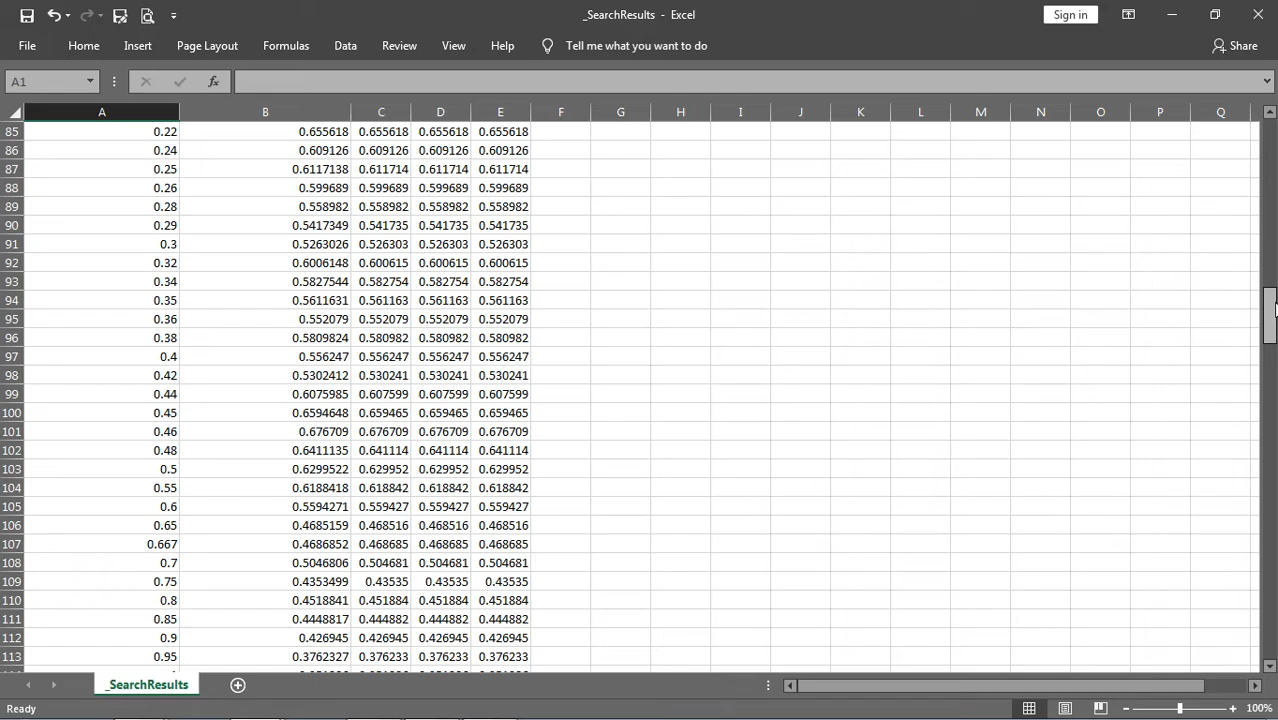 _SearchResults - Excel
Sign in
File Home Insert Page Layout Formulas Data Review View Help Tell me what you want to do Share
A1 fx
A B C D E F G H I J K L M N O P Q
85 0.22 0.655618 0.655618 0.655618 0.655618
86 0.24 0.609126 0.609126 0.609126 0.609126
87 0.25 0.6117138 0.611714 0.611714 0.611714
88 0.26 0.599689 0.599689 0.599689 0.599689
89 0.28 0.558982 0.558982 0.558982 0.558982
90 0.29 0.5417349 0.541735 0.541735 0.541735
91 0.3 0.5263026 0.526303 0.526303 0.526303
92 0.32 0.6006148 0.600615 0.600615 0.600615
93 0.34 0.5827544 0.582754 0.582754 0.582754
94 0.35 0.5611631 0.561163 0.561163 0.561163
95 0.36 0.552079 0.552079 0.552079 0.552079
96 0.38 0.5809824 0.580982 0.580982 0.580982
97 0.4 0.556247 0.556247 0.556247 0.556247
98 0.42 0.5302412 0.530241 0.530241 0.530241
99 0.44 0.6075985 0.607599 0.607599 0.607599
100 0.45 0.6594648 0.659465 0.659465 0.659465
101 0.46 0.676709 0.676709 0.676709 0.676709
102 0.48 0.6411135 0.641114 0.641114 0.641114
103 0.5 0.6299522 0.629952 0.629952 0.629952
104 0.55 0.6188418 0.618842 0.618842 0.618842
105 0.6 0.5594271 0.559427 0.559427 0.559427
106 0.65 0.4685159 0.468516 0.468516 0.468516
107 0.667 0.4686852 0.468685 0.468685 0.468685
108 0.7 0.5046806 0.504681 0.504681 0.504681
109 0.75 0.4353499 0.43535 0.43535 0.43535
110 0.8 0.4518841 0.451884 0.451884 0.451884
111 0.85 0.4448817 0.444882 0.444882 0.444882
112 0.9 0.426945 0.426945 0.426945 0.426945
113 0.95 0.3762327 0.376233 0.376233 0.376233
_SearchResults
Ready 100%